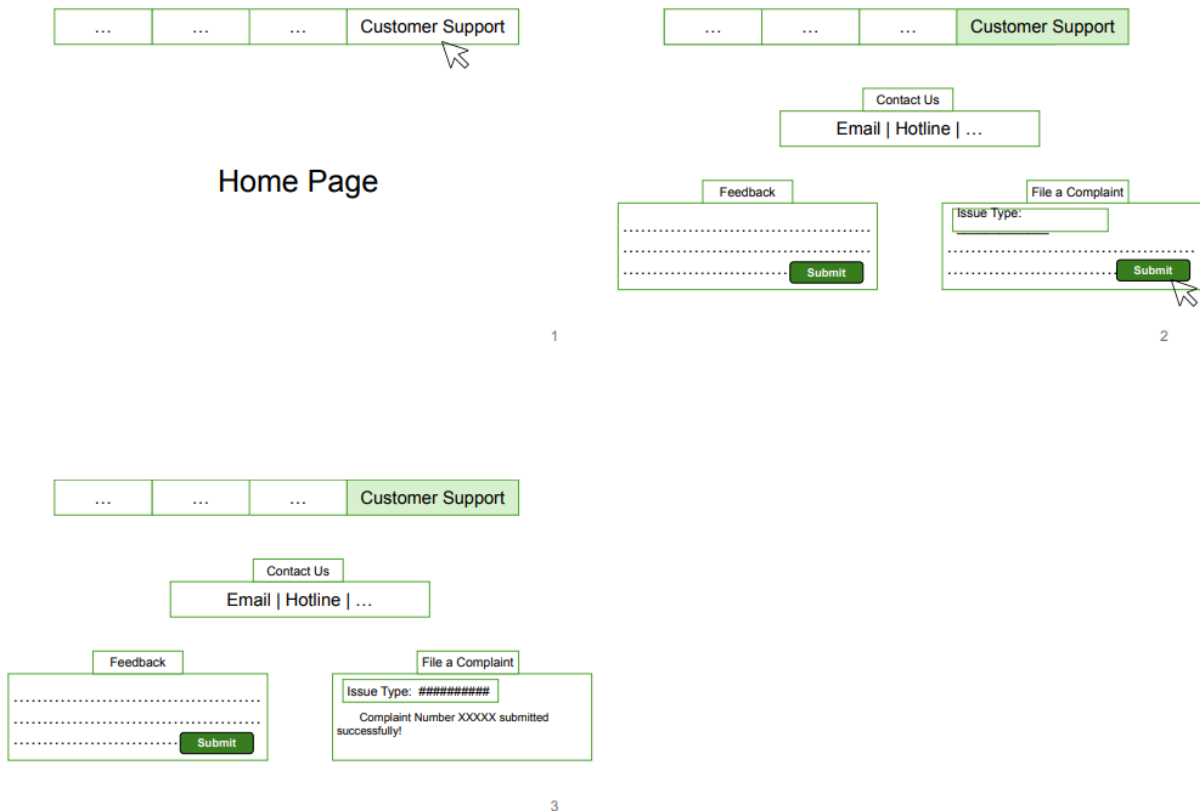 ... ... ... Customer Support
Home Page
1
... ... ... Customer Support
Contact Us
Email | Hotline | ...
Feedback
Submit
File a Complaint
Issue Type: ______________
Submit
2
... ... ... Customer Support
Contact Us
Email | Hotline | ...
Feedback
Submit
File a Complaint
Issue Type: ##########
Complaint Number XXXXX submitted
successfully!
3